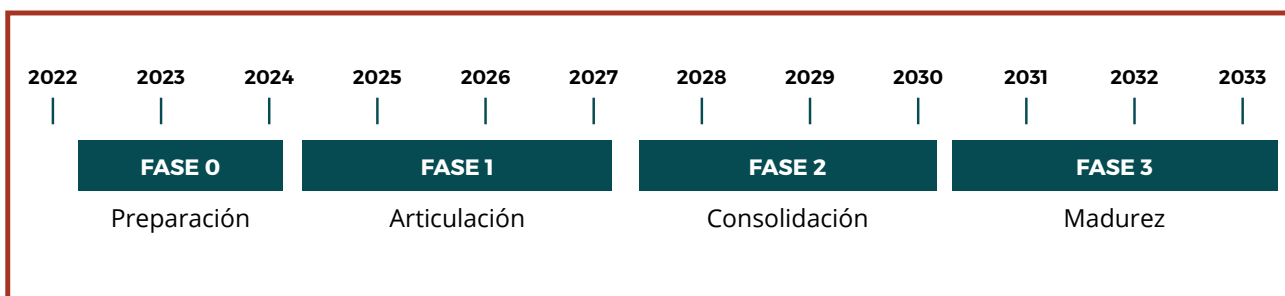 2022 2023 2024 2025 2026 2027 2028 2029 2030 2031 2032 2033
FASE 0 FASE 1 FASE 2 FASE 3
Preparación Articulación Consolidación Madurez